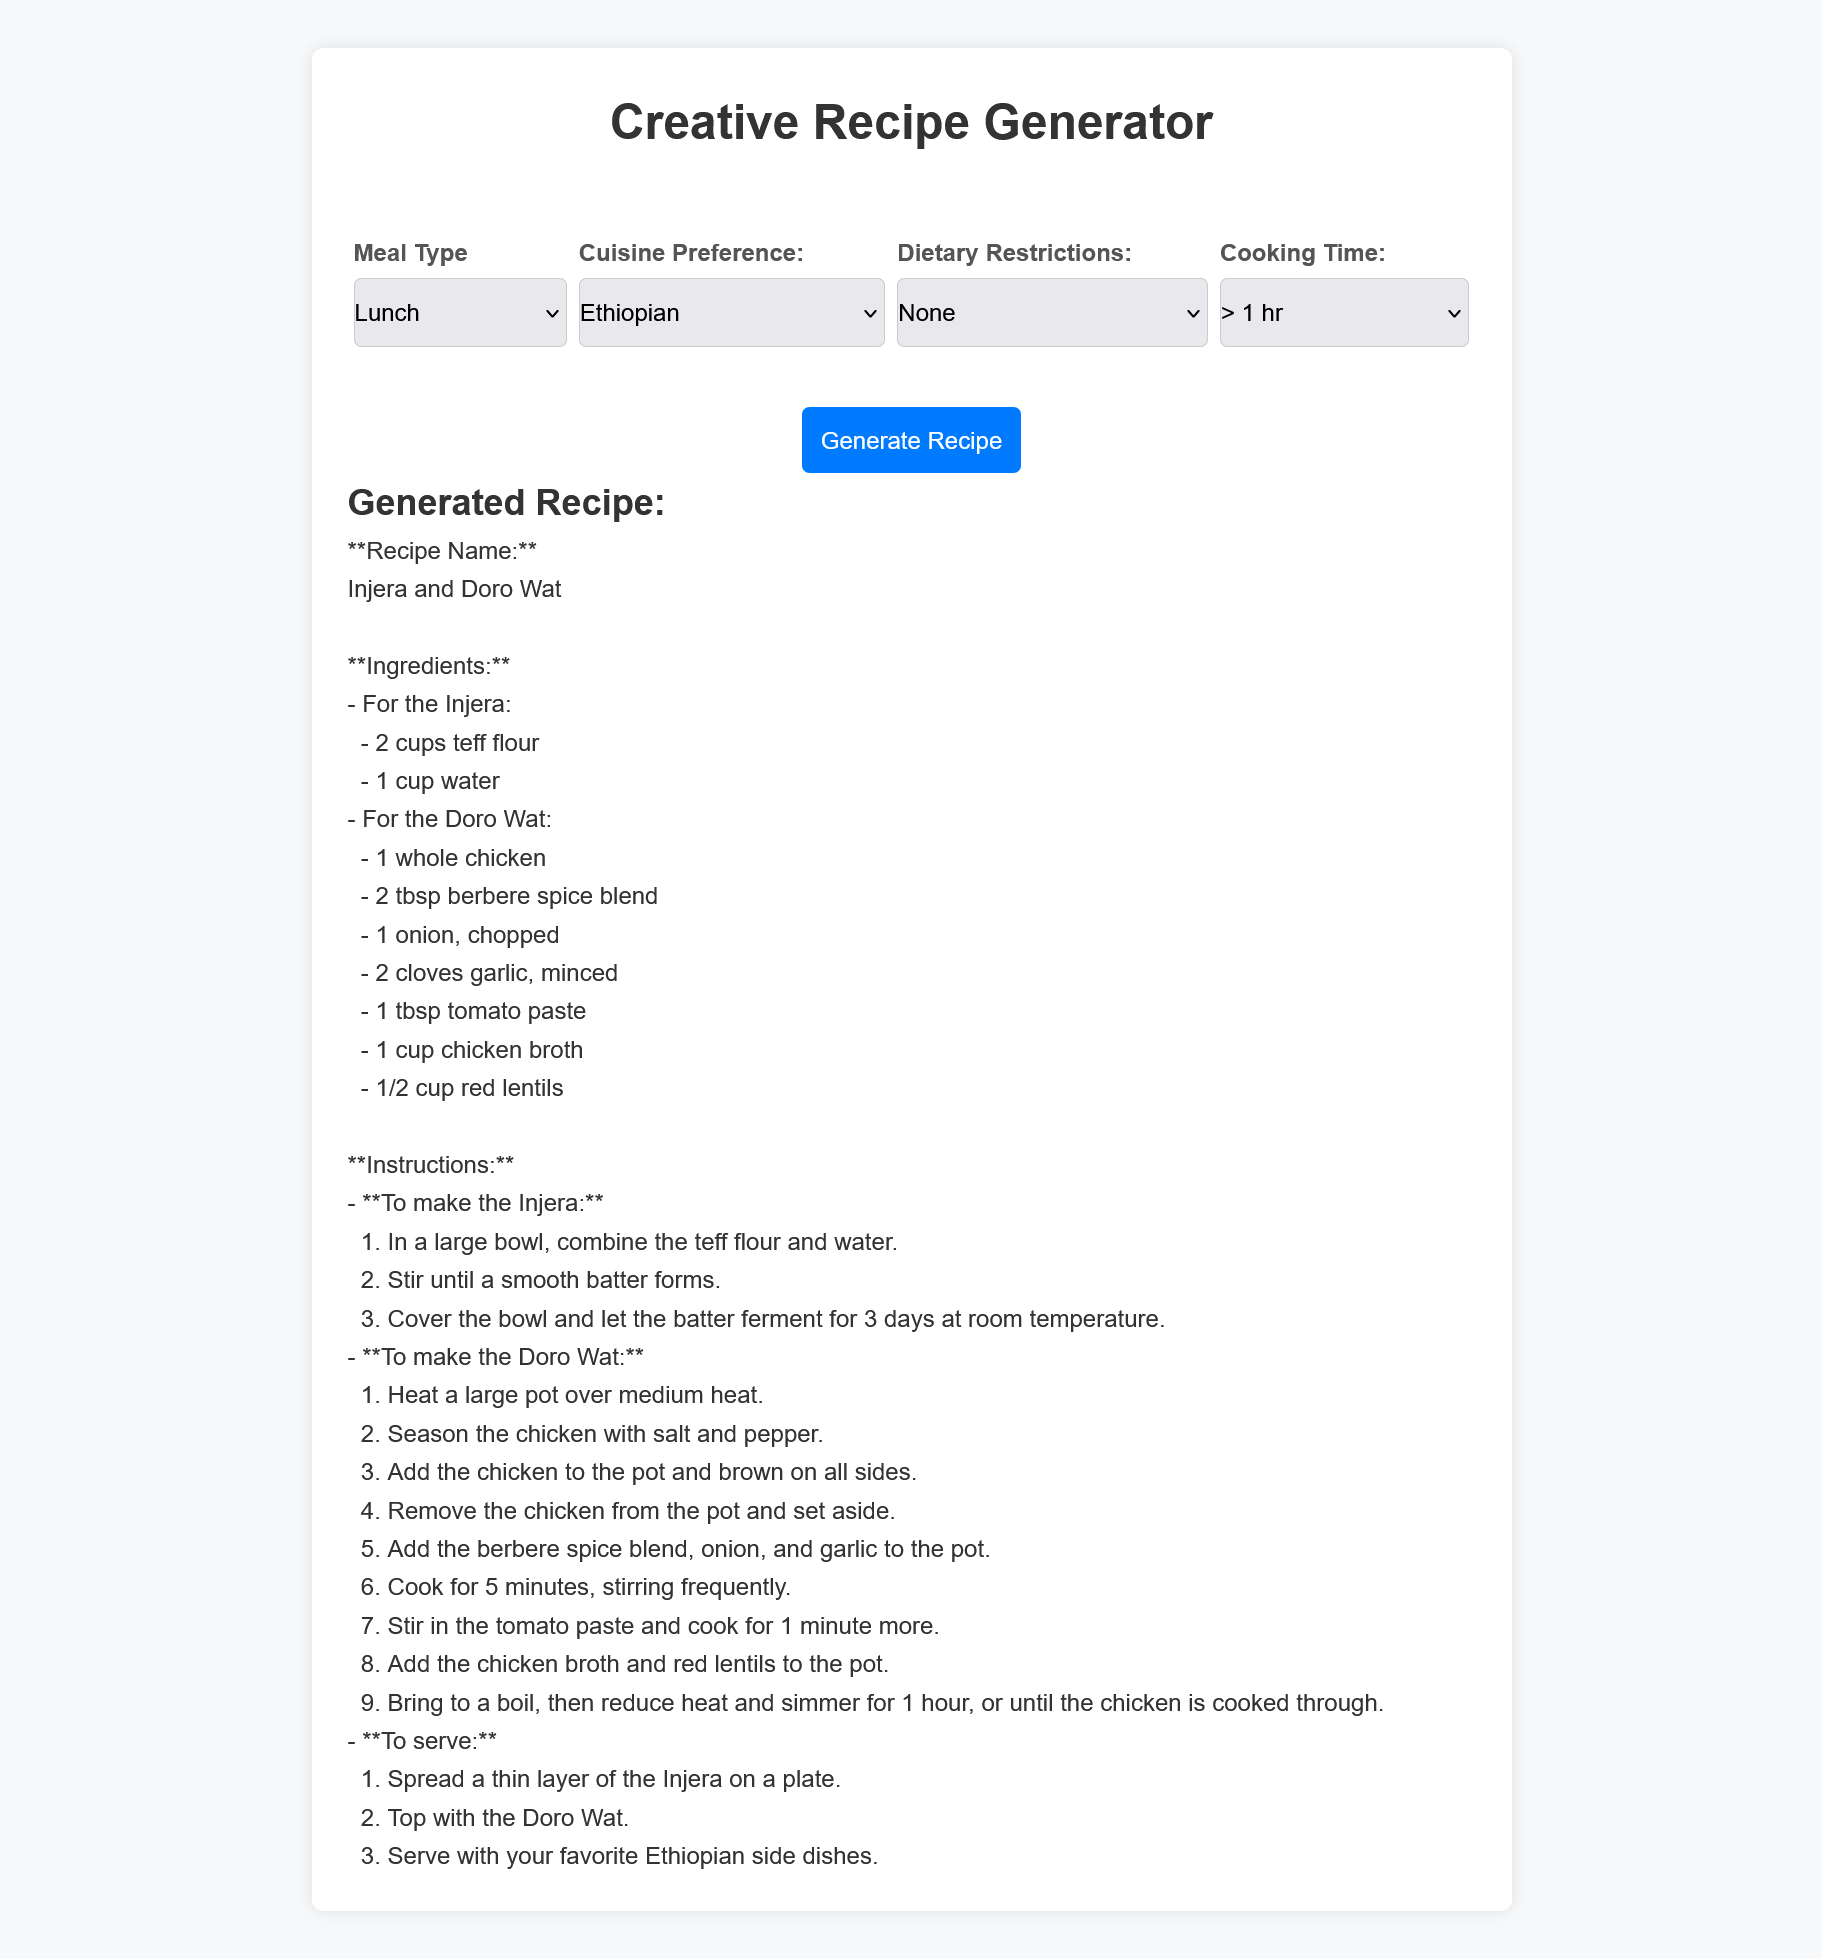 Creative Recipe Generator
Meal Type Cuisine Preference: Dietary Restrictions: Cooking Time:
Lunch Ethiopian None > 1 hr
Generate Recipe
Generated Recipe:
**Recipe Name:**
Injera and Doro Wat
**Ingredients:**
- For the Injera:
- 2 cups teff flour
- 1 cup water
- For the Doro Wat:
- 1 whole chicken
- 2 tbsp berbere spice blend
- 1 onion, chopped
- 2 cloves garlic, minced
- 1 tbsp tomato paste
- 1 cup chicken broth
- 1/2 cup red lentils
**Instructions:**
- **To make the Injera:**
1. In a large bowl, combine the teff flour and water.
2. Stir until a smooth batter forms.
3. Cover the bowl and let the batter ferment for 3 days at room temperature.
- **To make the Doro Wat:**
1. Heat a large pot over medium heat.
2. Season the chicken with salt and pepper.
3. Add the chicken to the pot and brown on all sides.
4. Remove the chicken from the pot and set aside.
5. Add the berbere spice blend, onion, and garlic to the pot.
6. Cook for 5 minutes, stirring frequently.
7. Stir in the tomato paste and cook for 1 minute more.
8. Add the chicken broth and red lentils to the pot.
9. Bring to a boil, then reduce heat and simmer for 1 hour, or until the chicken is cooked through.
- **To serve:**
1. Spread a thin layer of the Injera on a plate.
2. Top with the Doro Wat.
3. Serve with your favorite Ethiopian side dishes.